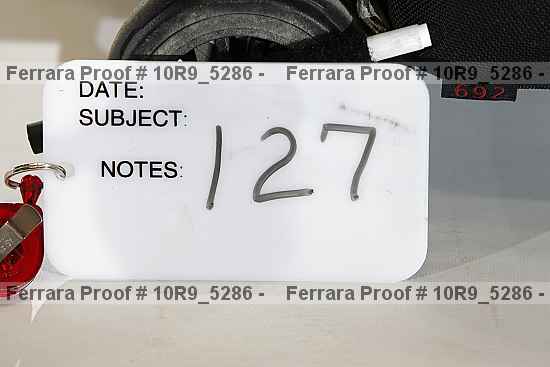 Ferrara Proof # 10R9_5286 -    Ferrara Proof # 10R9_5286 -
DATE:
692
SUBJECT:
127
NOTES:
Ferrara Proof # 10R9_5286 -    Ferrara Proof # 10R9_5286 -